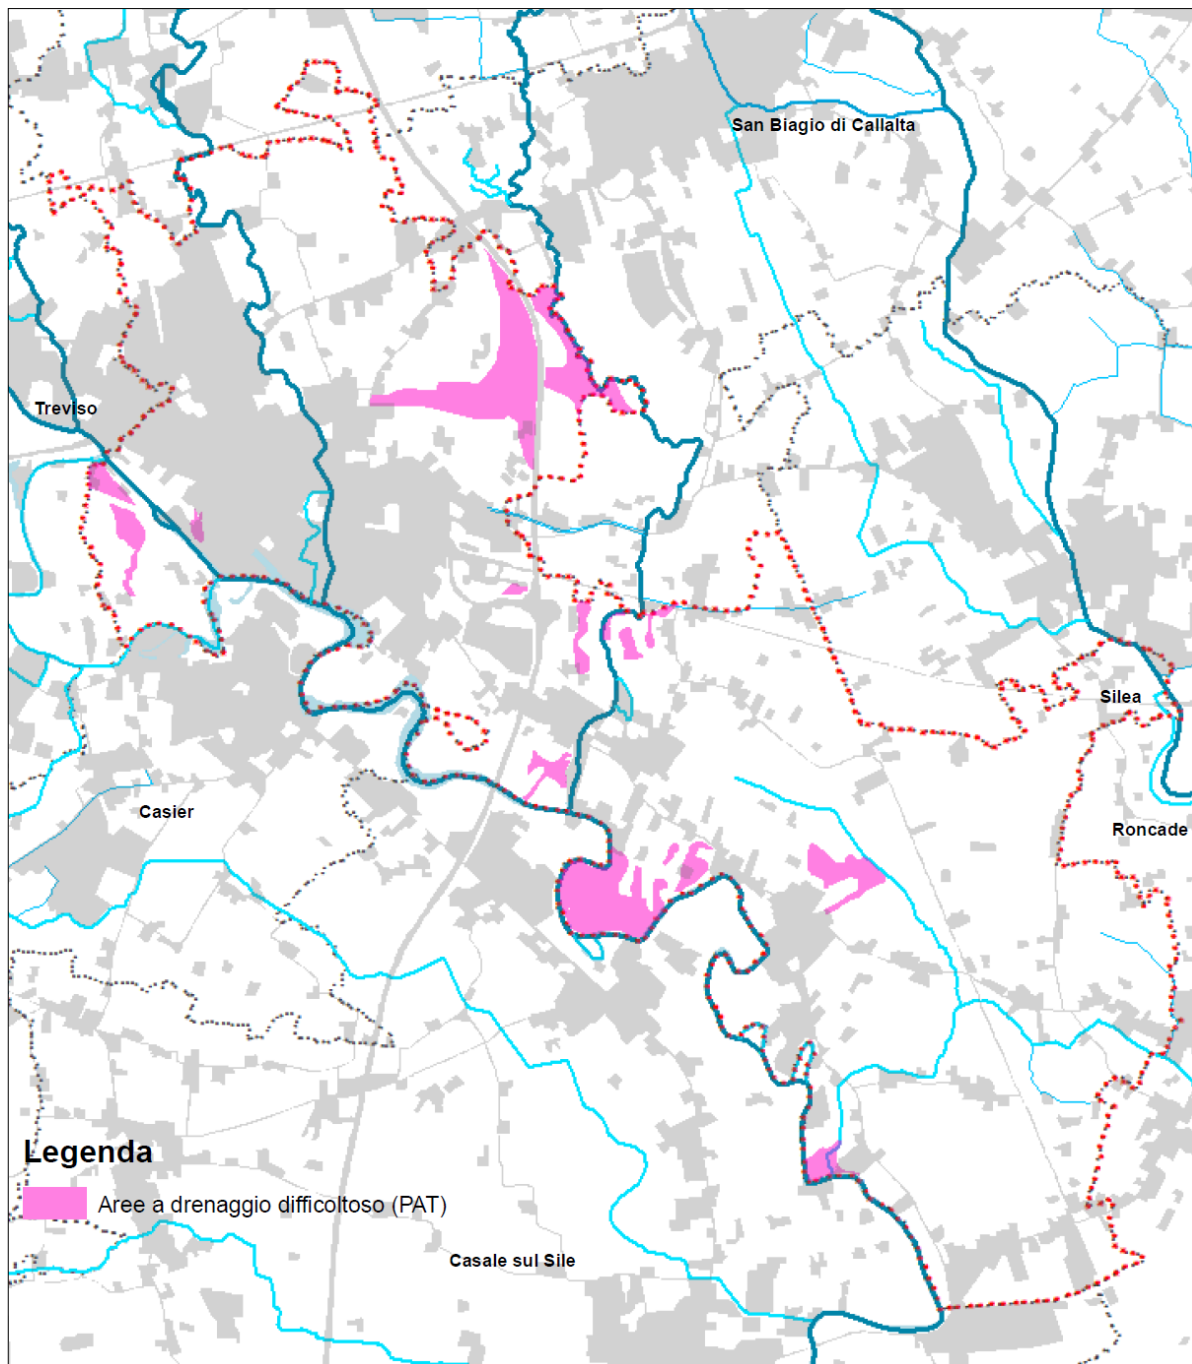 San Biagio di Callalta
Treviso
Silea
Casier
Roncade
Legenda
Aree a drenaggio difficoltoso (PAT)
Casale sul Sile